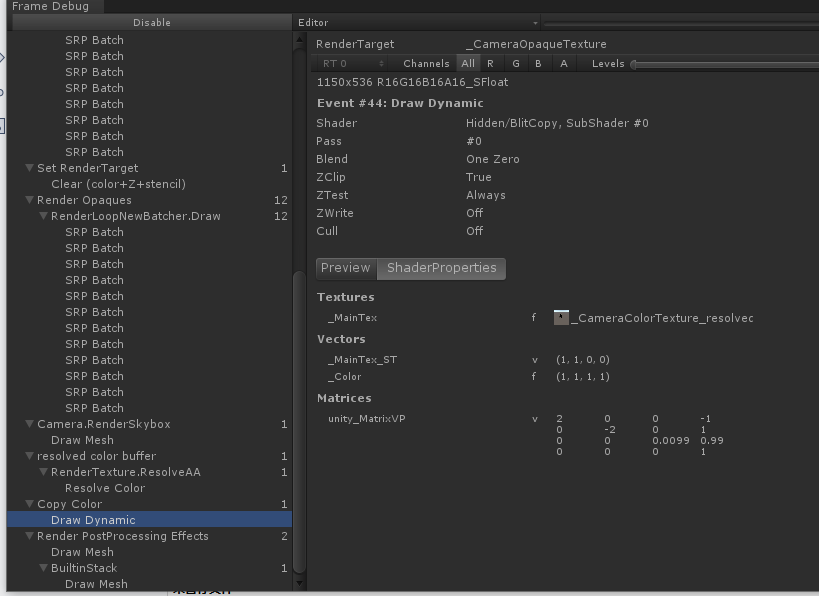 Frame Debug
Disable
Editor
SRP Batch
SRP Batch
SRP Batch
SRP Batch
SRP Batch
SRP Batch
SRP Batch
SRP Batch
Set RenderTarget 1
Clear (color+Z+stencil)
Render Opaques 12
RenderLoopNewBatcher.Draw 12
SRP Batch
SRP Batch
SRP Batch
SRP Batch
SRP Batch
SRP Batch
SRP Batch
SRP Batch
SRP Batch
SRP Batch
SRP Batch
SRP Batch
Camera.RenderSkybox 1
Draw Mesh
resolved color buffer 1
RenderTexture.ResolveAA 1
Resolve Color
Copy Color 1
Draw Dynamic
Render PostProcessing Effects 2
Draw Mesh
BuiltinStack 1
Draw Mesh
RenderTarget _CameraOpaqueTexture
RT 0 Channels All R G B A Levels
1150x536 R16G16B16A16_SFloat
Event #44: Draw Dynamic
Shader Hidden/BlitCopy, SubShader #0
Pass #0
Blend One Zero
ZClip True
ZTest Always
ZWrite Off
Cull Off
Preview ShaderProperties
Textures
_MainTex f _CameraColorTexture_resolvec
Vectors
_MainTex_ST v (1, 1, 0, 0)
_Color f (1, 1, 1, 1)
Matrices
unity_MatrixVP v 2 0 0 -1
0 -2 0 1
0 0 0.0099 0.99
0 0 0 1